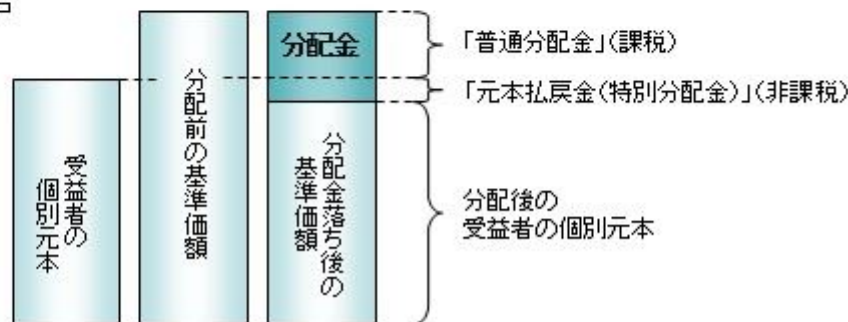 受益者の
個別元本
分配前の基準価額
分配金
分配金落ち後の
基準価額
「普通分配金」(課税)
「元本払戻金(特別分配金)」(非課税)
分配後の
受益者の個別元本